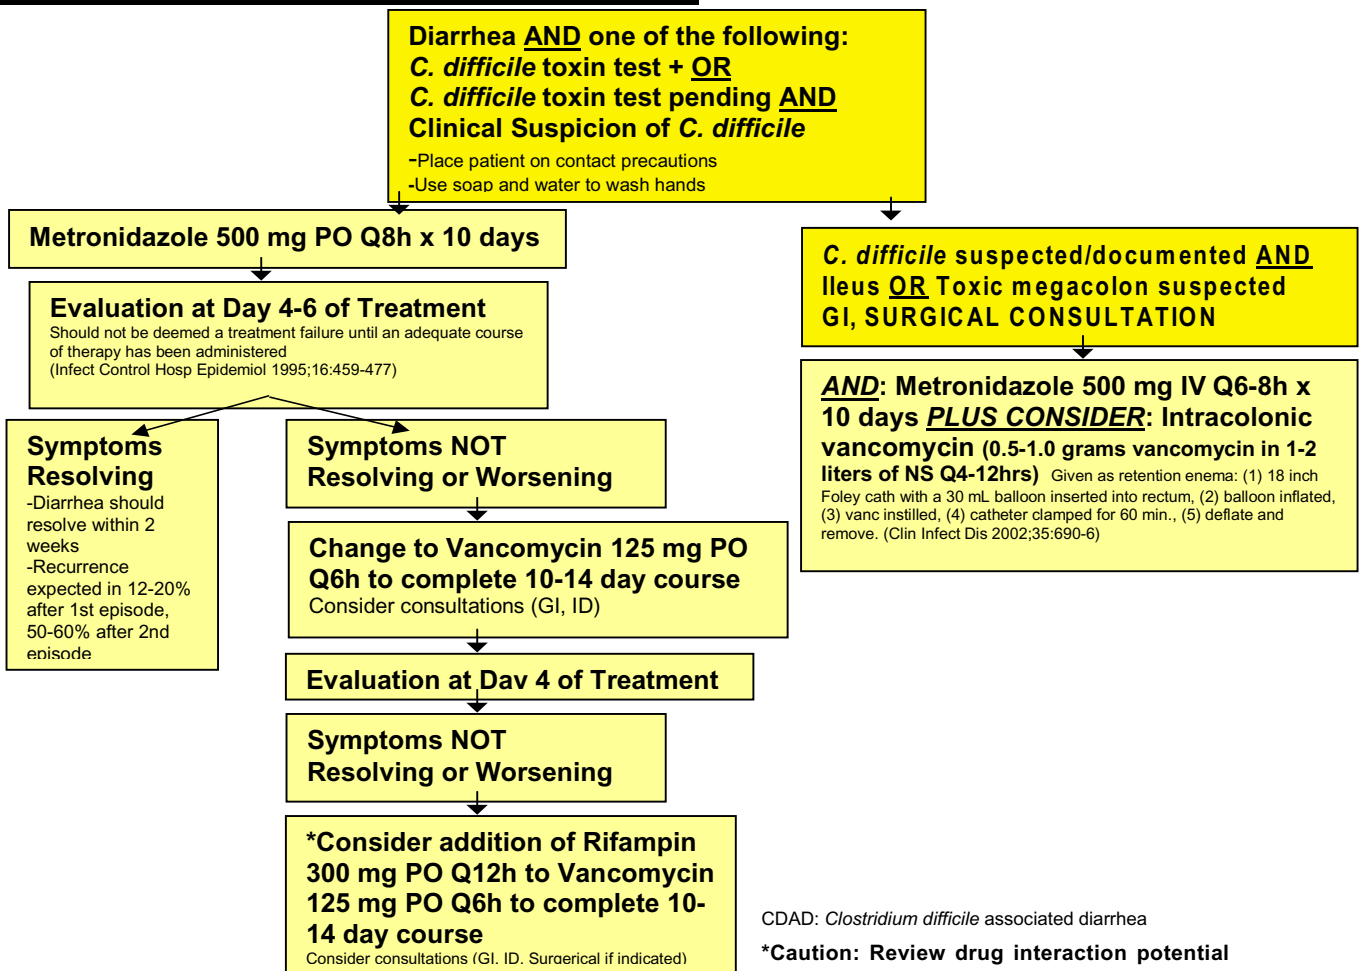 Diarrhea AND one of the following:
C. difficile toxin test + OR
C. difficile toxin test pending AND
Clinical Suspicion of C. difficile
-Place patient on contact precautions
-Use soap and water to wash hands
Metronidazole 500 mg PO Q8h x 10 days
Evaluation at Day 4-6 of Treatment
Should not be deemed a treatment failure until an adequate course
of therapy has been administered
(Infect Control Hosp Epidemiol 1995;16:459-477)
Symptoms
Resolving
-Diarrhea should
resolve within 2
weeks
-Recurrence
expected in 12-20%
after 1st episode,
50-60% after 2nd
episode
Symptoms NOT
Resolving or Worsening
Change to Vancomycin 125 mg PO
Q6h to complete 10-14 day course
Consider consultations (GI, ID)
Evaluation at Day 4 of Treatment
Symptoms NOT
Resolving or Worsening
*Consider addition of Rifampin
300 mg PO Q12h to Vancomycin
125 mg PO Q6h to complete 10-
14 day course
Consider consultations (GI, ID, Surgerical if indicated)
C. difficile suspected/documented AND
Ileus OR Toxic megacolon suspected
GI, SURGICAL CONSULTATION
AND: Metronidazole 500 mg IV Q6-8h x
10 days PLUS CONSIDER: Intracolonic
vancomycin (0.5-1.0 grams vancomycin in 1-2
liters of NS Q4-12hrs) Given as retention enema: (1) 18 inch
Foley cath with a 30 mL balloon inserted into rectum, (2) balloon inflated,
(3) vanc instilled, (4) catheter clamped for 60 min., (5) deflate and
remove. (Clin Infect Dis 2002;35:690-6)
CDAD: Clostridium difficile associated diarrhea
*Caution: Review drug interaction potential